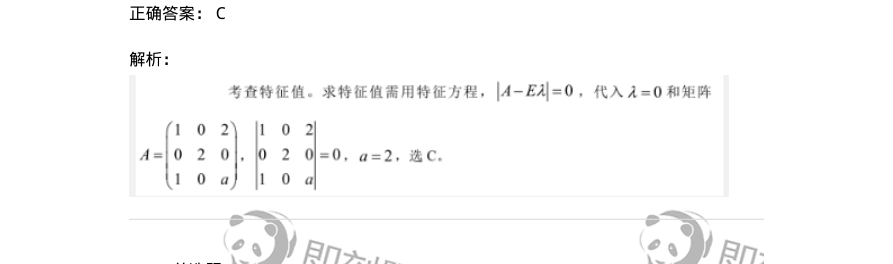 正确答案： C
解析：
考查特征值。求特征值需用特征方程，|A−Eλ|=0，代入 λ=0 和矩阵
A=(1 0 2; 0 2 0; 1 0 a)，|1 0 2; 0 2 0; 1 0 a|=0，a=2，选 C。